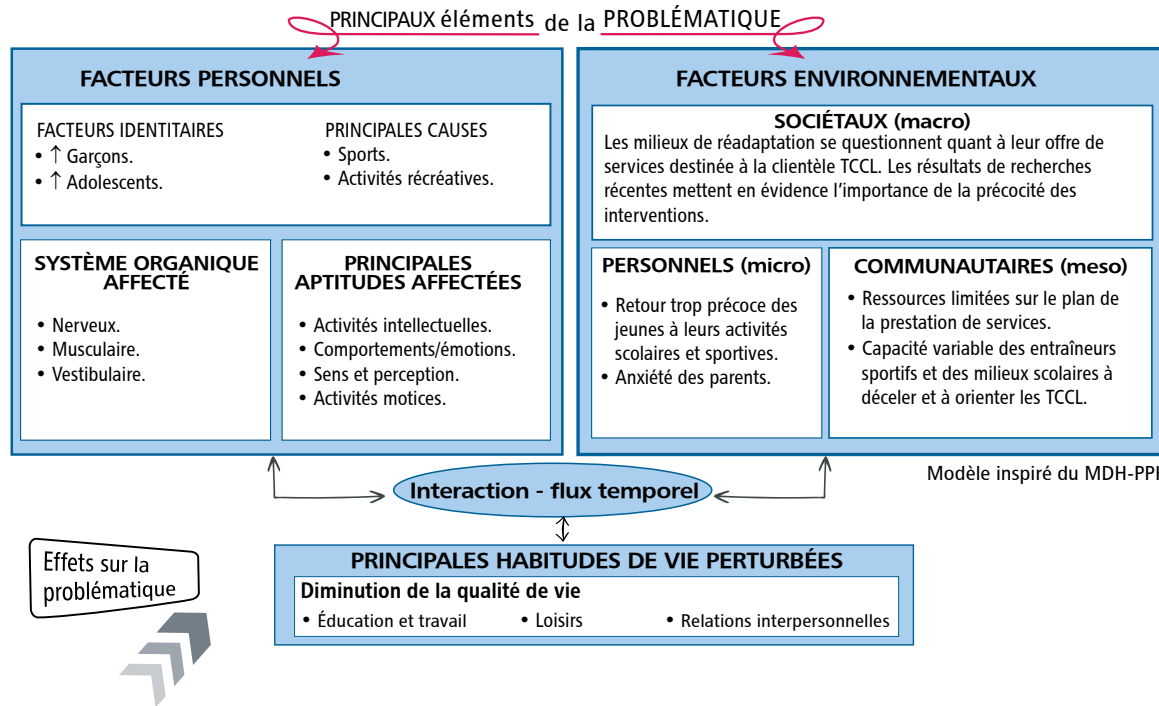 PRINCIPAUX éléments de la PROBLÉMATIQUE
FACTEURS PERSONNELS
FACTEURS IDENTITAIRES
• ↑ Garçons.
• ↑ Adolescents.
PRINCIPALES CAUSES
• Sports.
• Activités récréatives.
SYSTÈME ORGANIQUE
AFFECTÉ
• Nerveux.
• Musculaire.
• Vestibulaire.
PRINCIPALES
APTITUDES AFFECTÉES
• Activités intellectuelles.
• Comportements/émotions.
• Sens et perception.
• Activités motices.
FACTEURS ENVIRONNEMENTAUX
SOCIÉTAUX (macro)
Les milieux de réadaptation se questionnent quant à leur offre de
services destinée à la clientèle TCCL. Les résultats de recherches
récentes mettent en évidence l’importance de la précocité des
interventions.
PERSONNELS (micro)
• Retour trop précoce des
jeunes à leurs activités
scolaires et sportives.
• Anxiété des parents.
COMMUNAUTAIRES (meso)
• Ressources limitées sur le plan de
la prestation de services.
• Capacité variable des entraîneurs
sportifs et des milieux scolaires à
déceler et à orienter les TCCL.
Modèle inspiré du MDH-PPH
Interaction - flux temporel
Effets sur la
problématique
PRINCIPALES HABITUDES DE VIE PERTURBÉES
Diminution de la qualité de vie
• Éducation et travail • Loisirs • Relations interpersonnelles